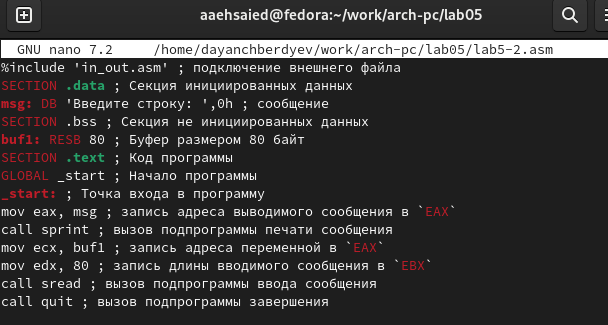 aaehsaied@fedora:~/work/arch-pc/lab05
GNU nano 7.2 /home/dayanchberdyev/work/arch-pc/lab05/lab5-2.asm
%include 'in_out.asm' ; подключение внешнего файла
SECTION .data ; Секция инициированных данных
msg: DB 'Введите строку: ',0h ; сообщение
SECTION .bss ; Секция не инициированных данных
buf1: RESB 80 ; Буфер размером 80 байт
SECTION .text ; Код программы
GLOBAL _start ; Начало программы
_start: ; Точка входа в программу
mov eax, msg ; запись адреса выводимого сообщения в `EAX`
call sprint ; вызов подпрограммы печати сообщения
mov ecx, buf1 ; запись адреса переменной в `EAX`
mov edx, 80 ; запись длины вводимого сообщения в `EBX`
call sread ; вызов подпрограммы ввода сообщения
call quit ; вызов подпрограммы завершения